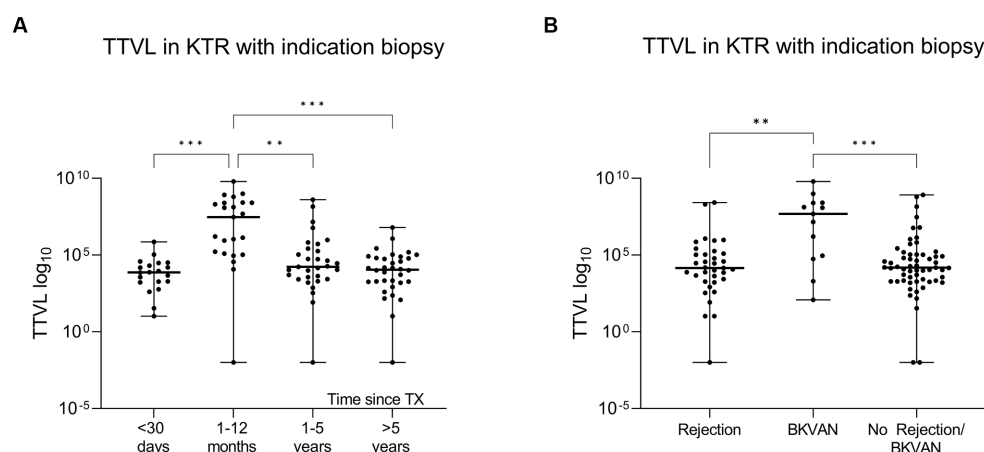 A
TTVL in KTR with indication biopsy
***
***
**
10^10
10^5
10^0
10^-5
TTVL log10
Time since TX
<30 days
1-12 months
1-5 years
>5 years
B
TTVL in KTR with indication biopsy
**
***
10^10
10^5
10^0
10^-5
TTVL log10
Rejection
BKVAN
No Rejection/
BKVAN